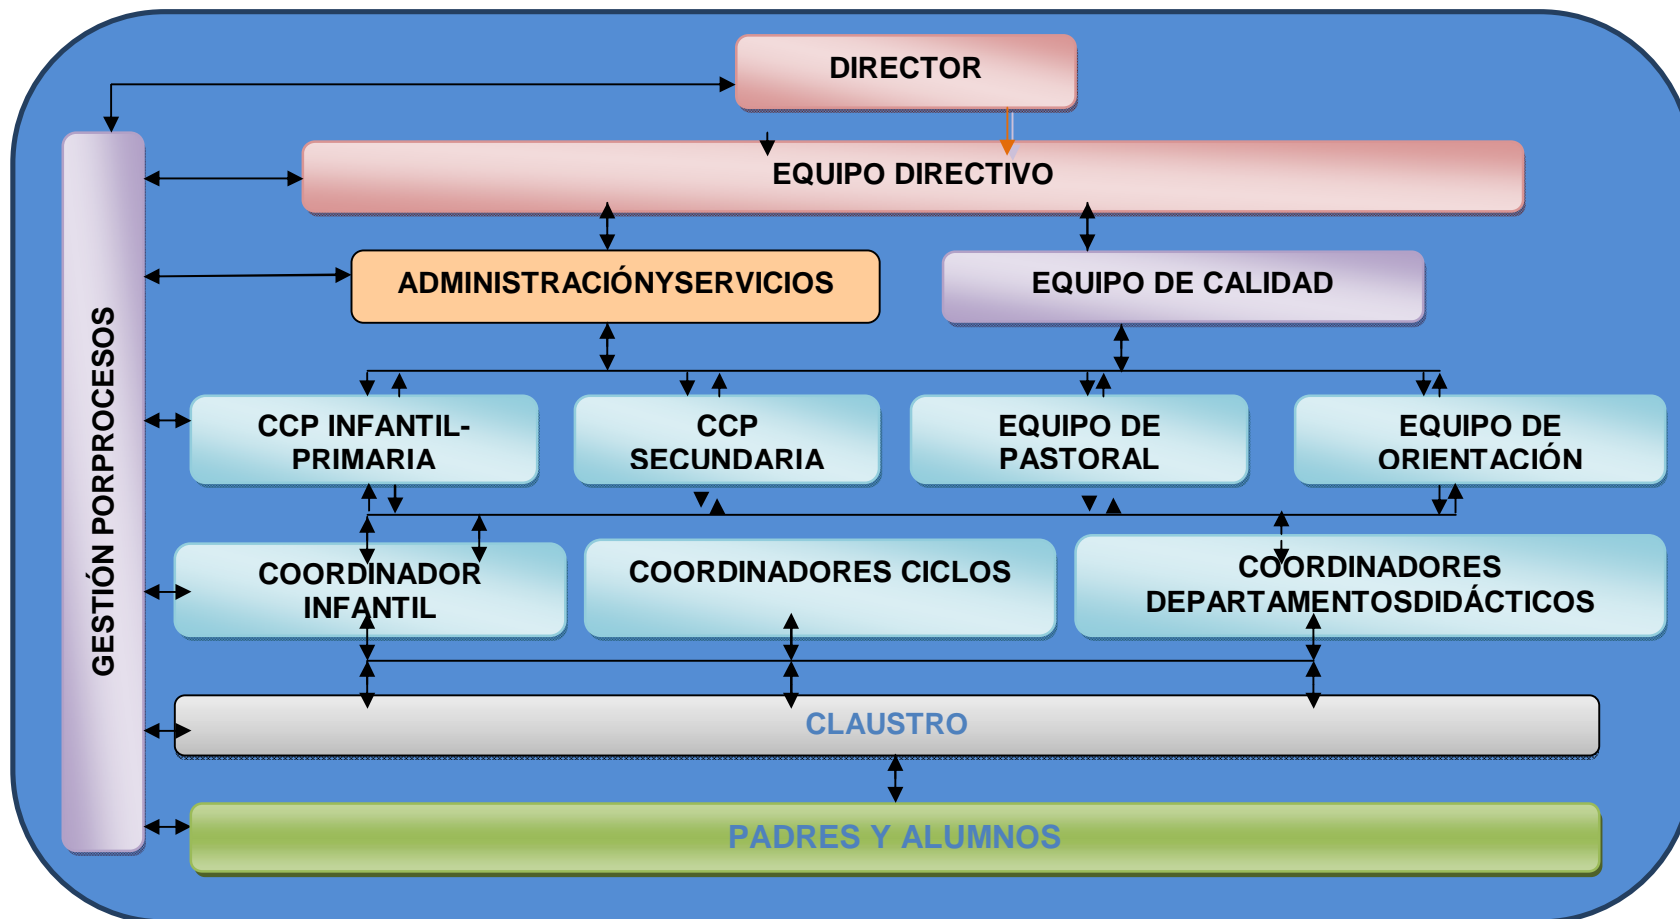 DIRECTOR
EQUIPO DIRECTIVO
ADMINISTRACIÓNYSERVICIOS
EQUIPO DE CALIDAD
GESTIÓN PORPROCESOS
CCP INFANTIL-
PRIMARIA
CCP
SECUNDARIA
EQUIPO DE
PASTORAL
EQUIPO DE
ORIENTACIÓN
COORDINADOR
INFANTIL
COORDINADORES CICLOS
COORDINADORES
DEPARTAMENTOSDIDÁCTICOS
CLAUSTRO
PADRES Y ALUMNOS